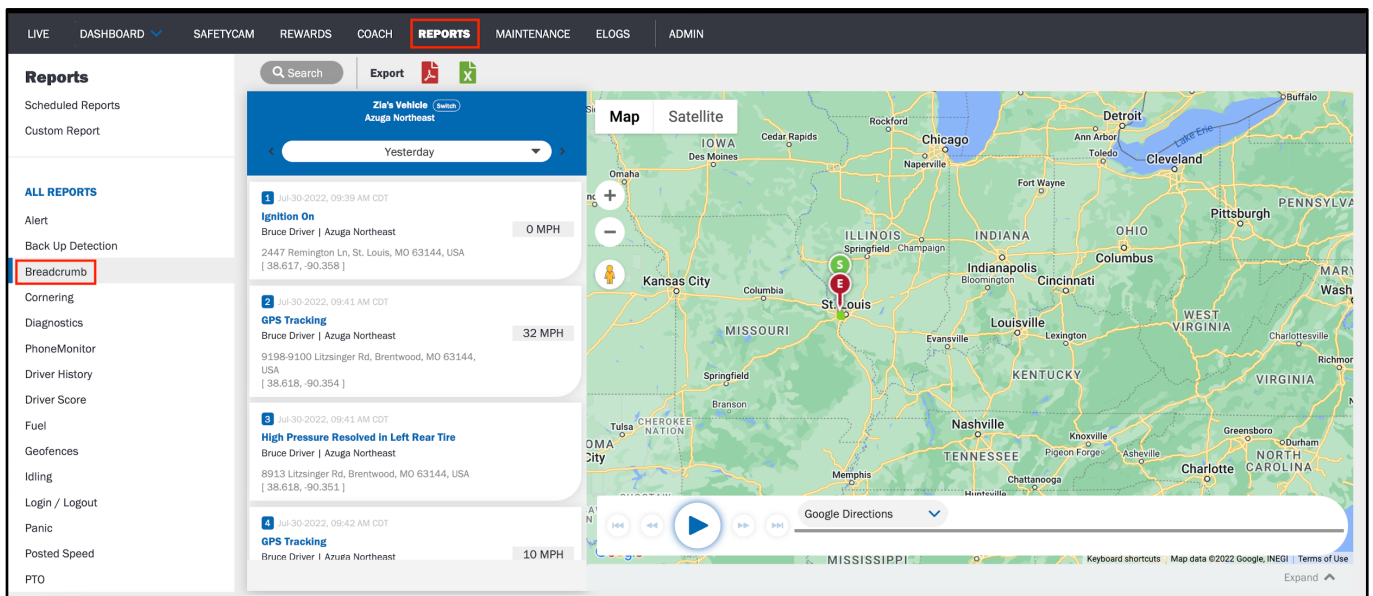 LIVE DASHBOARD SAFETYCAM REWARDS COACH REPORTS MAINTENANCE ELOGS ADMIN
Reports
Scheduled Reports
Custom Report
ALL REPORTS
Alert
Back Up Detection
Breadcrumb
Cornering
Diagnostics
PhoneMonitor
Driver History
Driver Score
Fuel
Geofences
Idling
Login / Logout
Panic
Posted Speed
PTO
Search
Export
Zia's Vehicle Switch
Azuga Northeast
Yesterday
1 Jul-30-2022, 09:39 AM CDT
Ignition On
Bruce Driver | Azuga Northeast
0 MPH
2447 Remington Ln, St. Louis, MO 63144, USA
[ 38.617, -90.358 ]
2 Jul-30-2022, 09:41 AM CDT
GPS Tracking
Bruce Driver | Azuga Northeast
32 MPH
9198-9100 Litzsinger Rd, Brentwood, MO 63144,
USA
[ 38.618, -90.354 ]
3 Jul-30-2022, 09:41 AM CDT
High Pressure Resolved in Left Rear Tire
Bruce Driver | Azuga Northeast
8913 Litzsinger Rd, Brentwood, MO 63144, USA
[ 38.618, -90.351 ]
4 Jul-30-2022, 09:42 AM CDT
GPS Tracking
Bruce Driver | Azuga Northeast
10 MPH
Map Satellite
Buffalo
Rockford
Detroit
Cedar Rapids
Chicago
Ann Arbor
Lake Erie
IOWA
Des Moines
Naperville
Toledo
Cleveland
Omaha
Fort Wayne
+
PENNSYLVA
Pittsburgh
−
ILLINOIS
INDIANA
OHIO
Springfield
Champaign
Columbus
S
Indianapolis
MARY
Kansas City
E
Bloomington
Cincinnati
Columbia
Wash
St. Louis
WEST
VIRGINIA
MISSOURI
Louisville
Evansville
Lexington
Charlottesville
Richmor
Springfield
KENTUCKY
VIRGINIA
Branson
Tulsa
CHEROKEE
NATION
Nashville
Knoxville
Greensboro
Durham
OMA
City
TENNESSEE
Pigeon Forge
Asheville
NORTH
CAROLINA
Charlotte
Memphis
Chattanooga
Huntsville
Google Directions
MISSISSIPPI
Keyboard shortcuts
Map data ©2022 Google, INEGI
Terms of Use
Expand